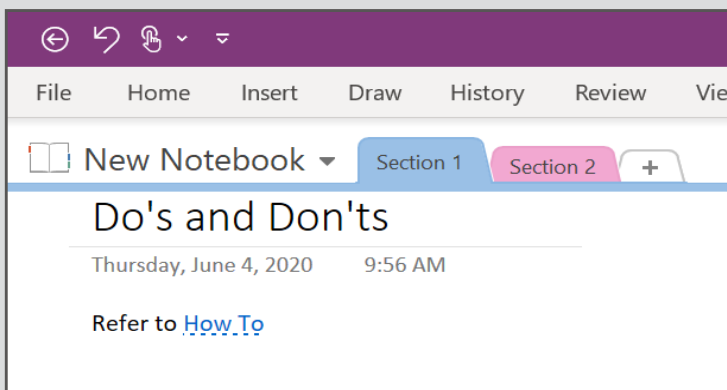 File Home Insert Draw History Review Vie
New Notebook Section 1 Section 2 +
Do's and Don'ts
Thursday, June 4, 2020 9:56 AM
Refer to How To